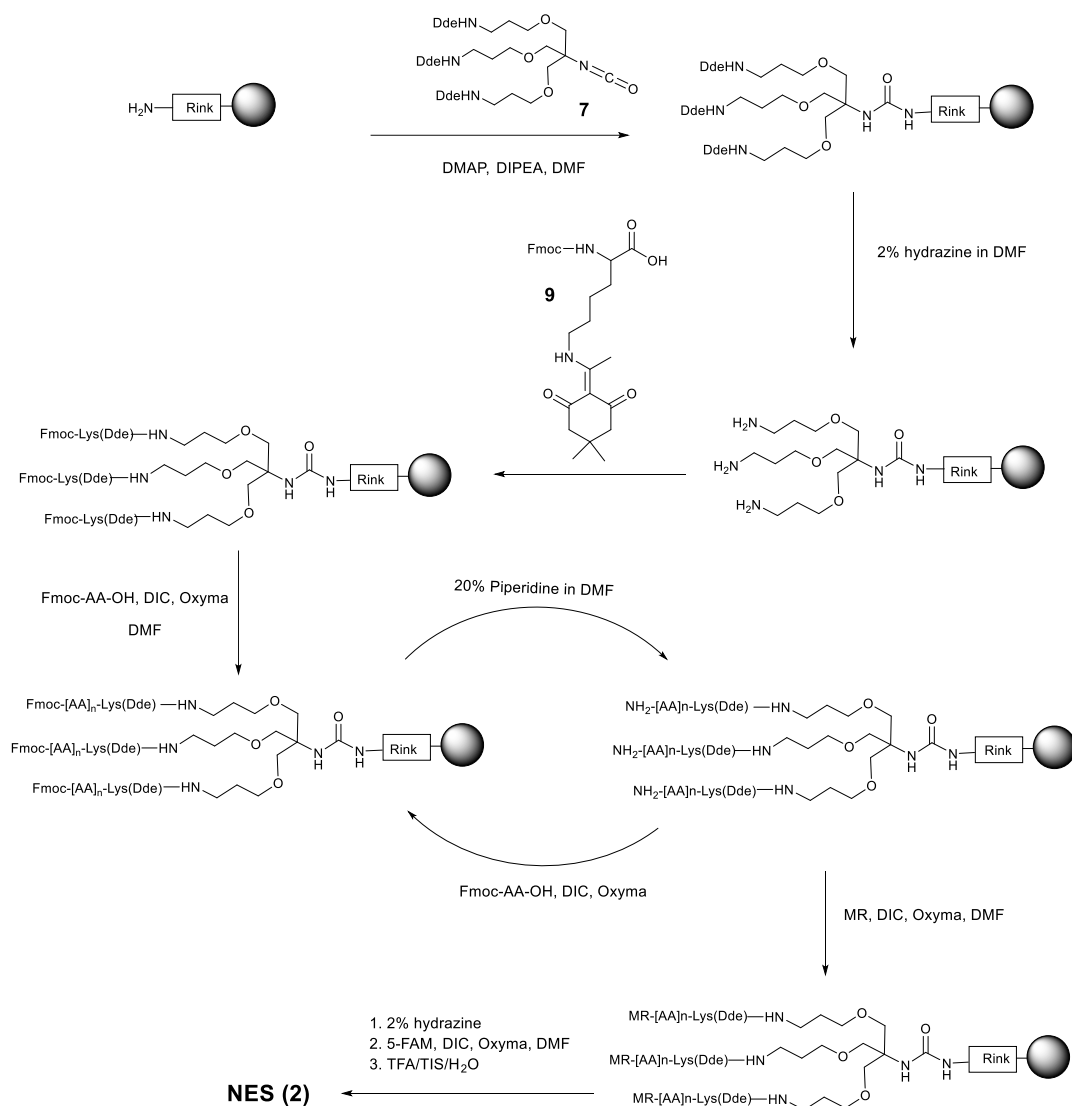 DdeHN
O
DdeHN
O
N
C
O
DdeHN
O
7
H2N
Rink
DMAP, DIPEA, DMF
DdeHN
O
O
DdeHN
O
N
H
N
H
Rink
DdeHN
O
2% hydrazine in DMF
Fmoc
HN
O
OH
9
HN
O
O
H2N
O
O
H2N
O
N
H
N
H
Rink
H2N
O
Fmoc-Lys(Dde)
HN
O
O
Fmoc-Lys(Dde)
HN
O
N
H
N
H
Rink
Fmoc-Lys(Dde)
HN
O
Fmoc-AA-OH, DIC, Oxyma
DMF
20% Piperidine in DMF
Fmoc-[AA]n-Lys(Dde)
HN
O
O
Fmoc-[AA]n-Lys(Dde)
HN
O
N
H
N
H
Rink
Fmoc-[AA]n-Lys(Dde)
HN
O
NH2-[AA]n-Lys(Dde)
HN
O
O
NH2-[AA]n-Lys(Dde)
HN
O
N
H
N
H
Rink
NH2-[AA]n-Lys(Dde)
HN
O
Fmoc-AA-OH, DIC, Oxyma
MR, DIC, Oxyma, DMF
MR-[AA]n-Lys(Dde)
HN
O
O
MR-[AA]n-Lys(Dde)
HN
O
N
H
N
H
Rink
MR-[AA]n-Lys(Dde)
HN
O
1. 2% hydrazine
2. 5-FAM, DIC, Oxyma, DMF
3. TFA/TIS/H2O
NES (2)